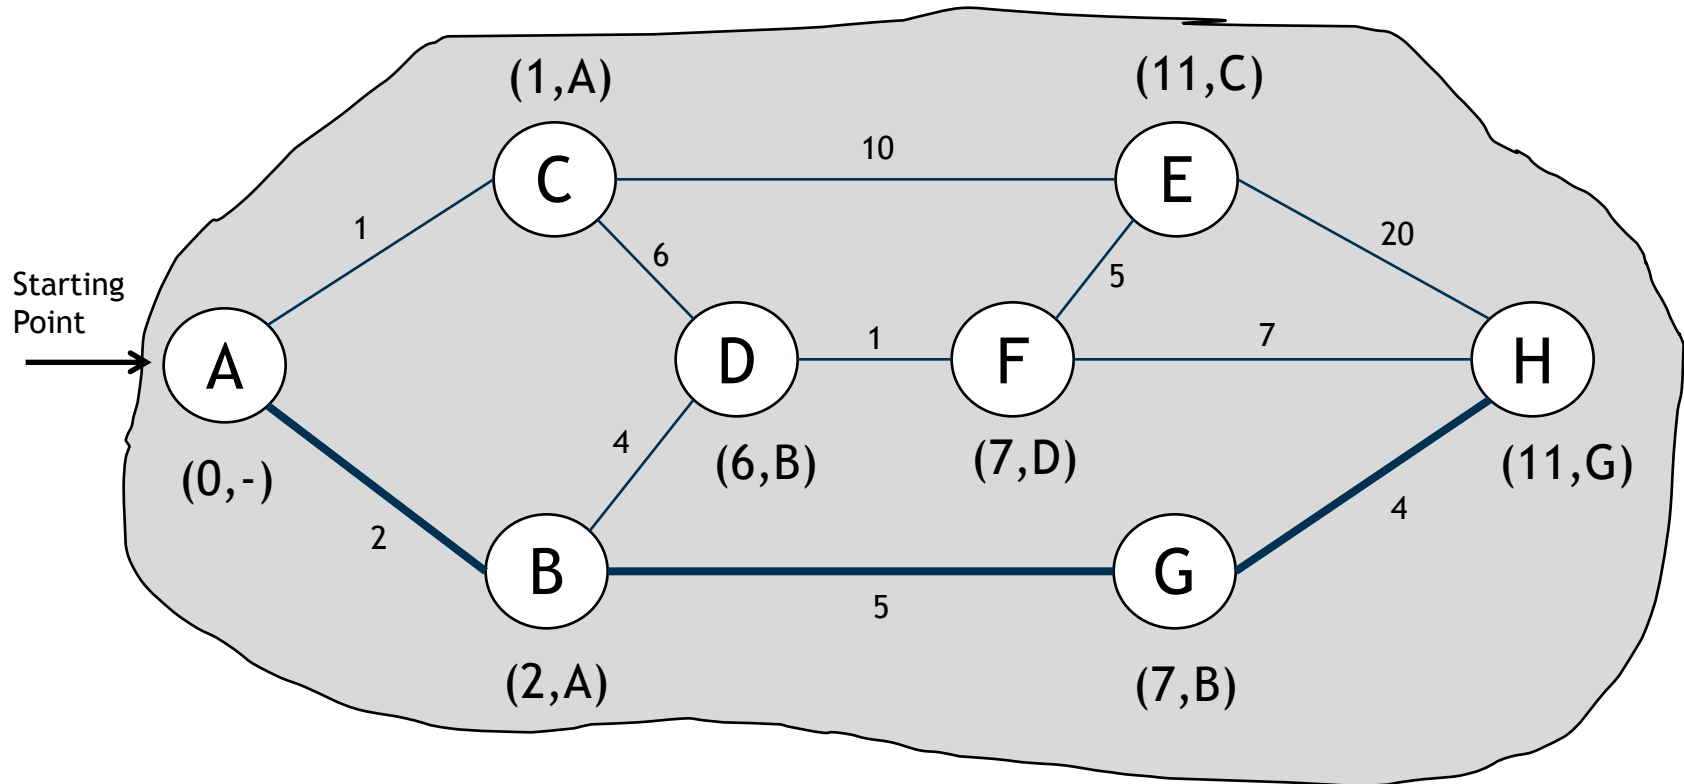 (1,A)
(11,C)
10
C
E
1
20
6
Starting
Point
5
1
7
A
D
F
H
4
(6,B)
(7,D)
(11,G)
(0,-)
4
2
B
G
5
(2,A)
(7,B)